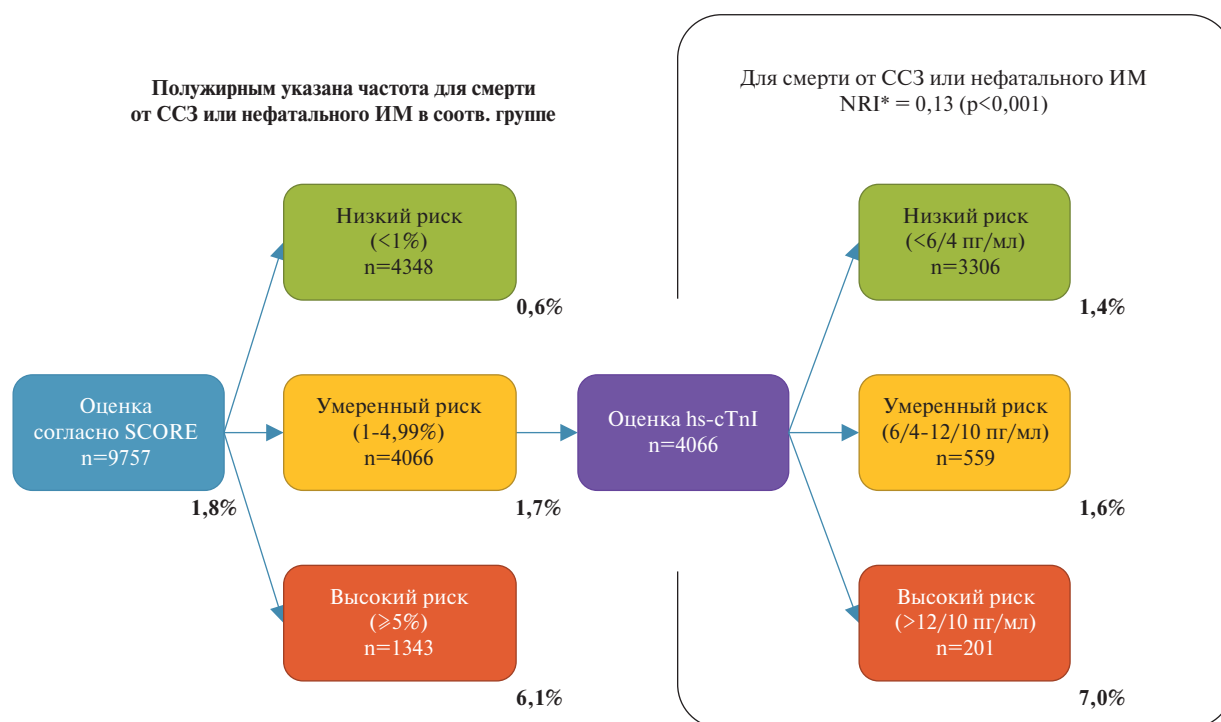 Полужирным указана частота для смерти
от ССЗ или нефатального ИМ в соотв. группе
Для смерти от ССЗ или нефатального ИМ
NRI* = 0,13 (p<0,001)
Оценка
согласно SCORE
n=9757
1,8%
Низкий риск
(<1%)
n=4348
0,6%
Умеренный риск
(1-4,99%)
n=4066
1,7%
Высокий риск
(⩾5%)
n=1343
6,1%
Оценка hs-cTnI
n=4066
Низкий риск
(<6/4 пг/мл)
n=3306
1,4%
Умеренный риск
(6/4-12/10 пг/мл)
n=559
1,6%
Высокий риск
(>12/10 пг/мл)
n=201
7,0%